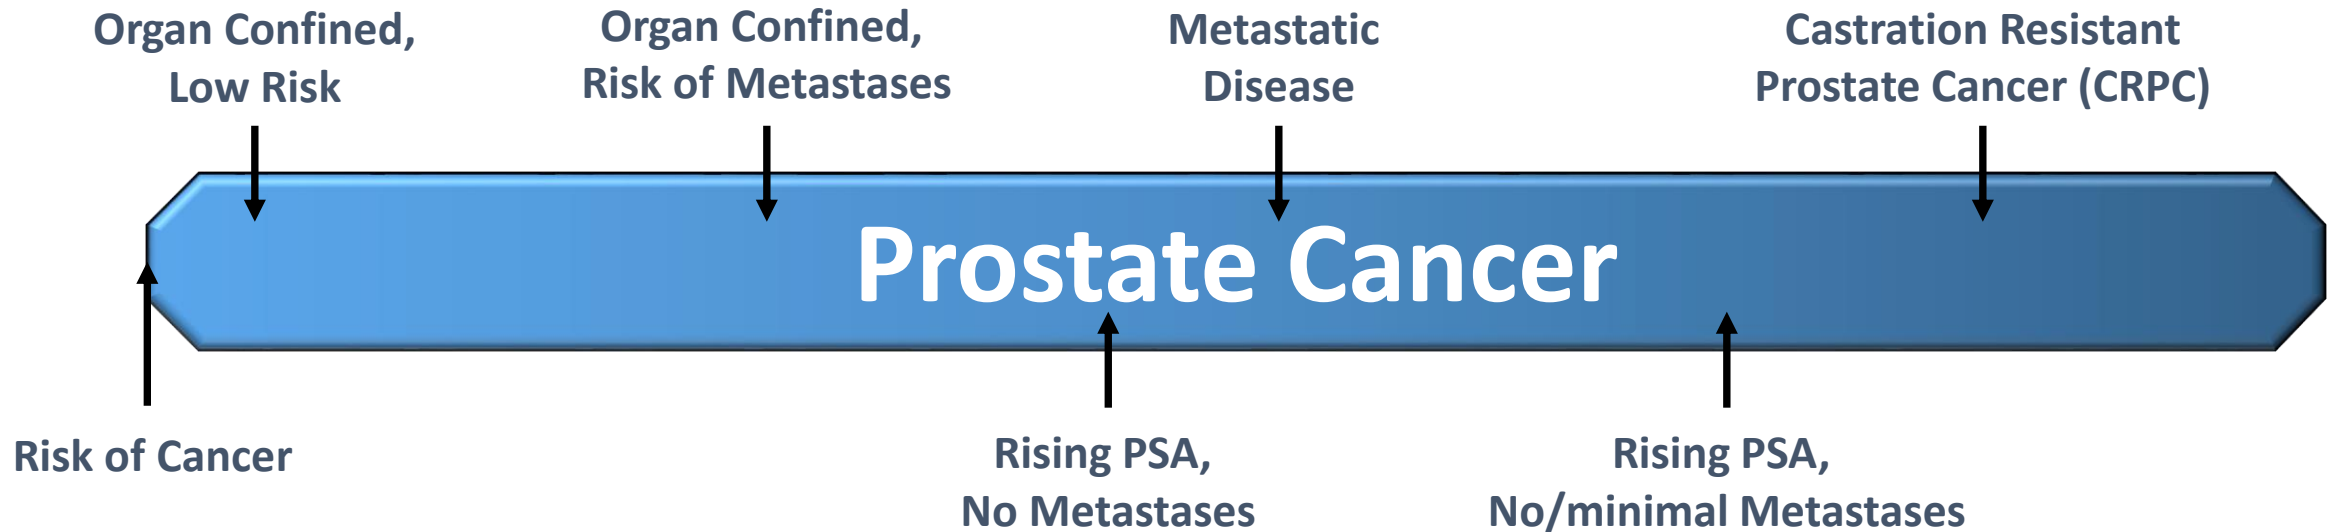 Organ Confined,
Low Risk
Organ Confined,
Risk of Metastases
Metastatic
Disease
Castration Resistant
Prostate Cancer (CRPC)
Prostate Cancer
Risk of Cancer
Rising PSA,
No Metastases
Rising PSA,
No/minimal Metastases